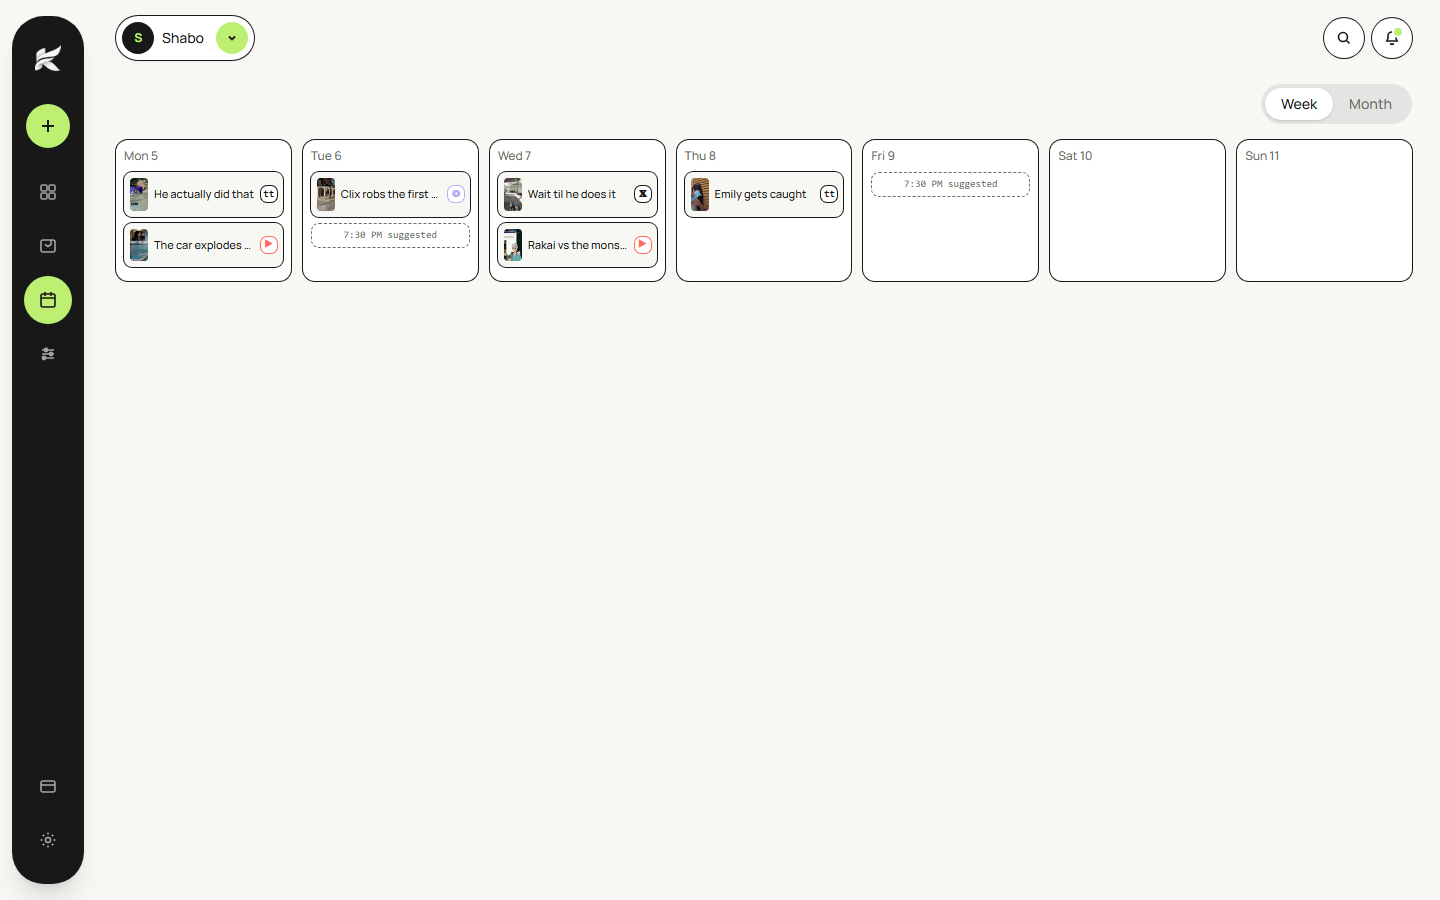 S Shabo
Week Month
Mon 5
He actually did that tt
The car explodes ...
Tue 6
Clix robs the first ...
7:30 PM suggested
Wed 7
Wait til he does it X
Rakai vs the mons...
Thu 8
Emily gets caught tt
Fri 9
7:30 PM suggested
Sat 10
Sun 11